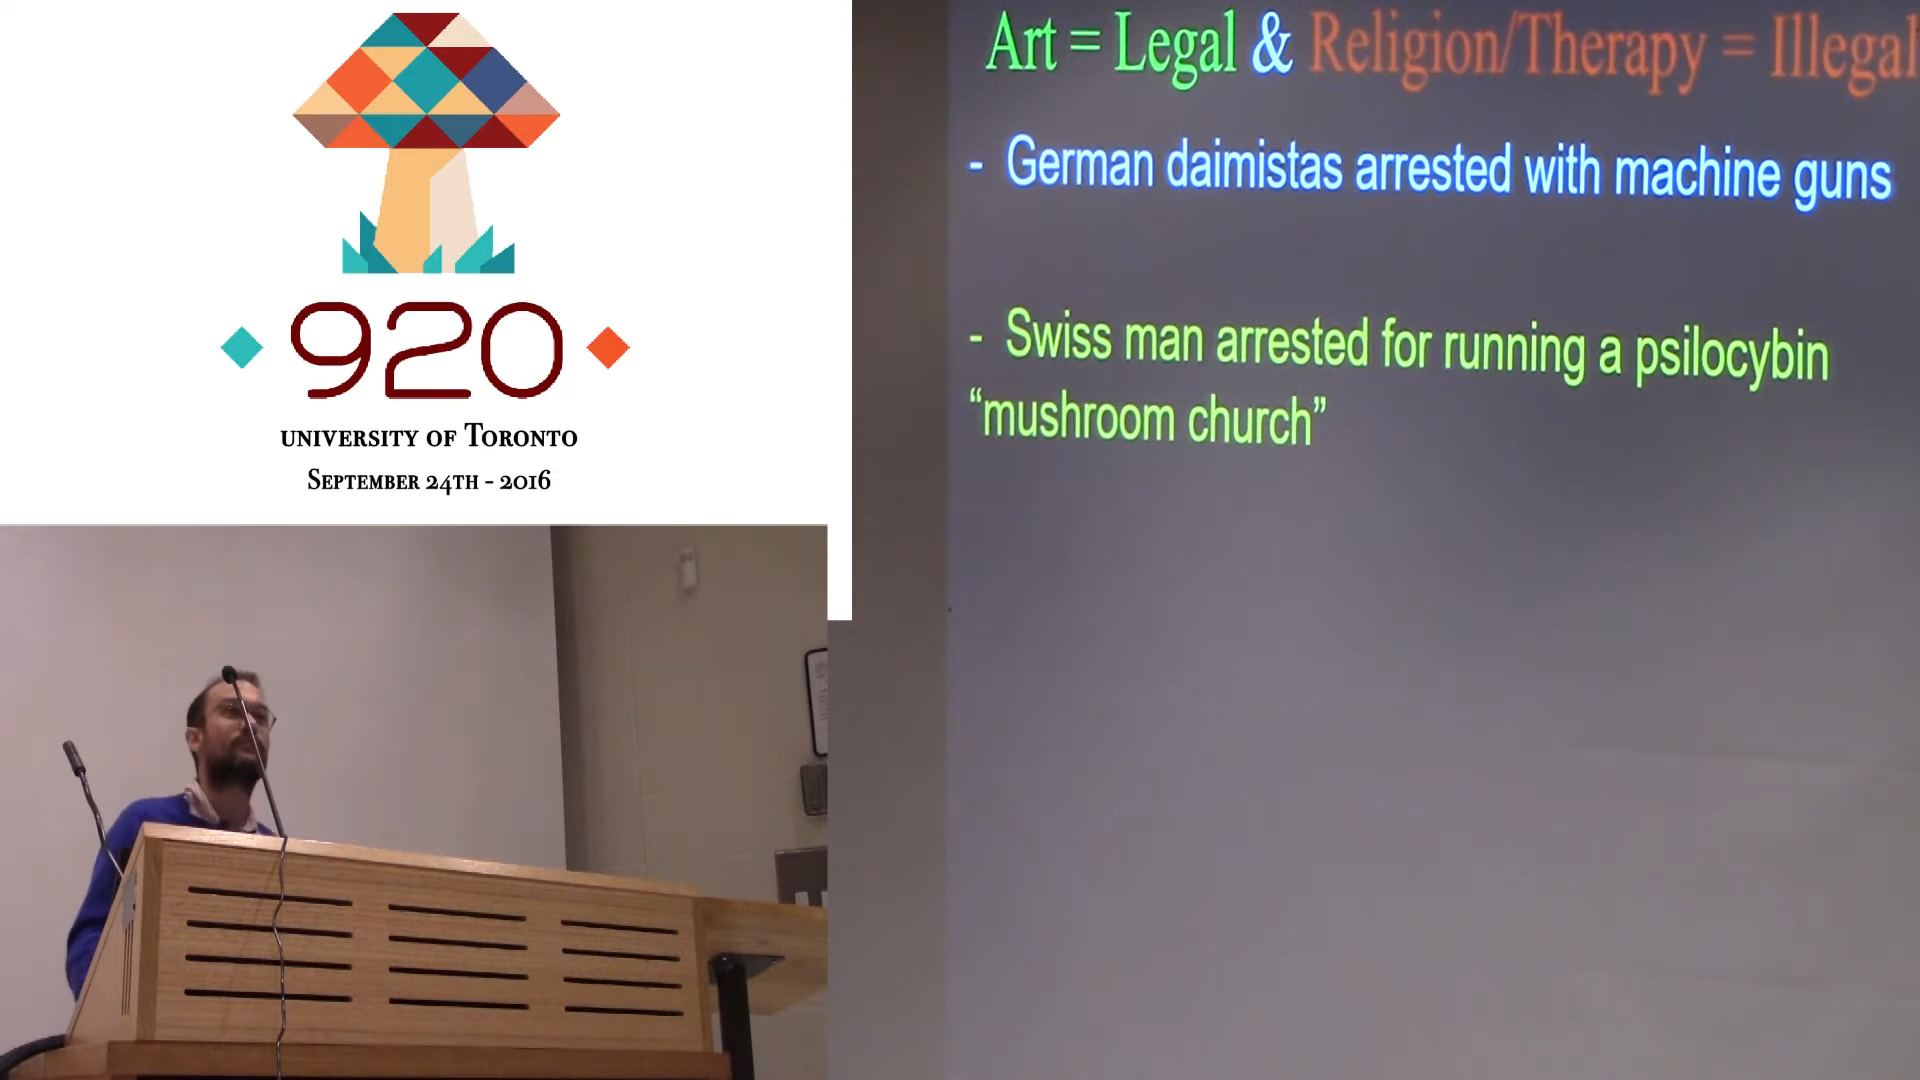 920
UNIVERSITY OF TORONTO
SEPTEMBER 24TH - 2016
Art = Legal & Religion/Therapy = Illegal
- German daimistas arrested with machine guns
- Swiss man arrested for running a psilocybin
“mushroom church”